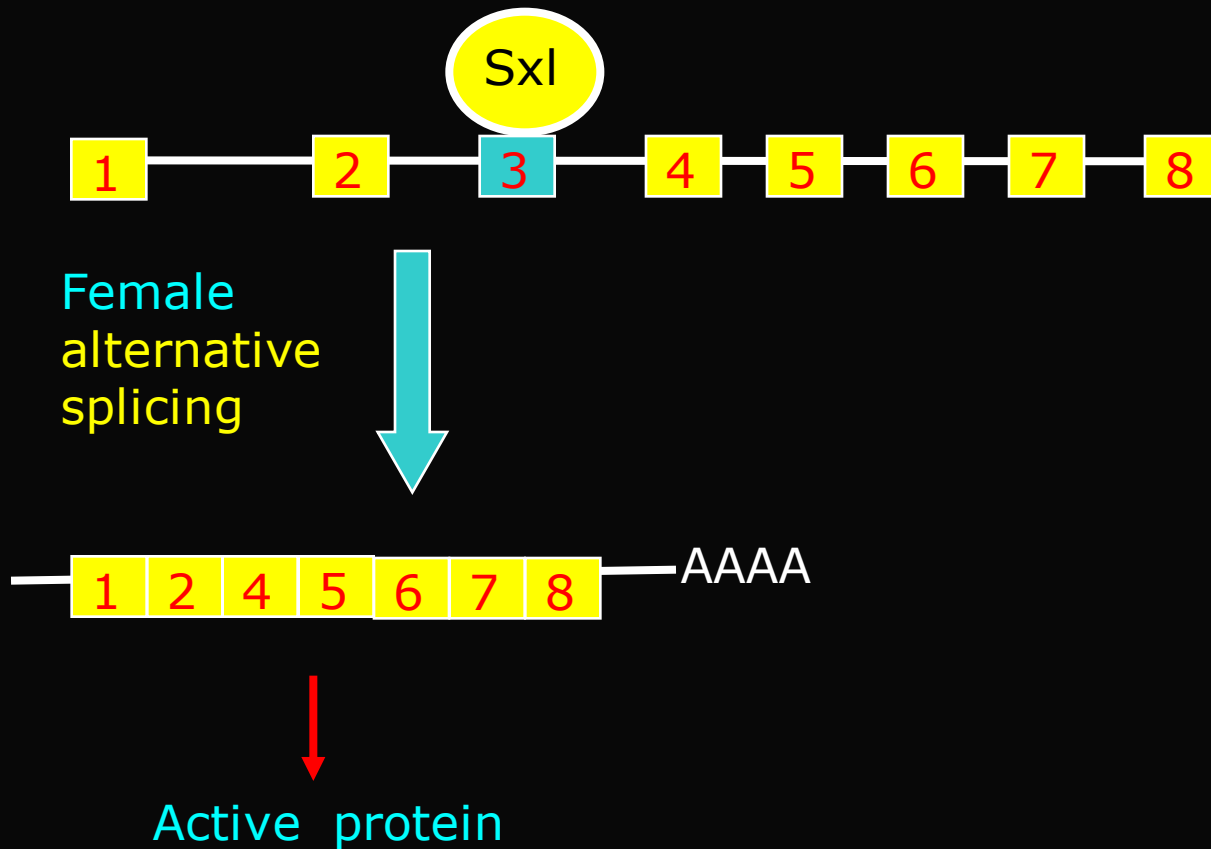 Sxl
1 2 3 4 5 6 7 8
Female
alternative
splicing
1 2 4 5 6 7 8 AAAA
Active protein